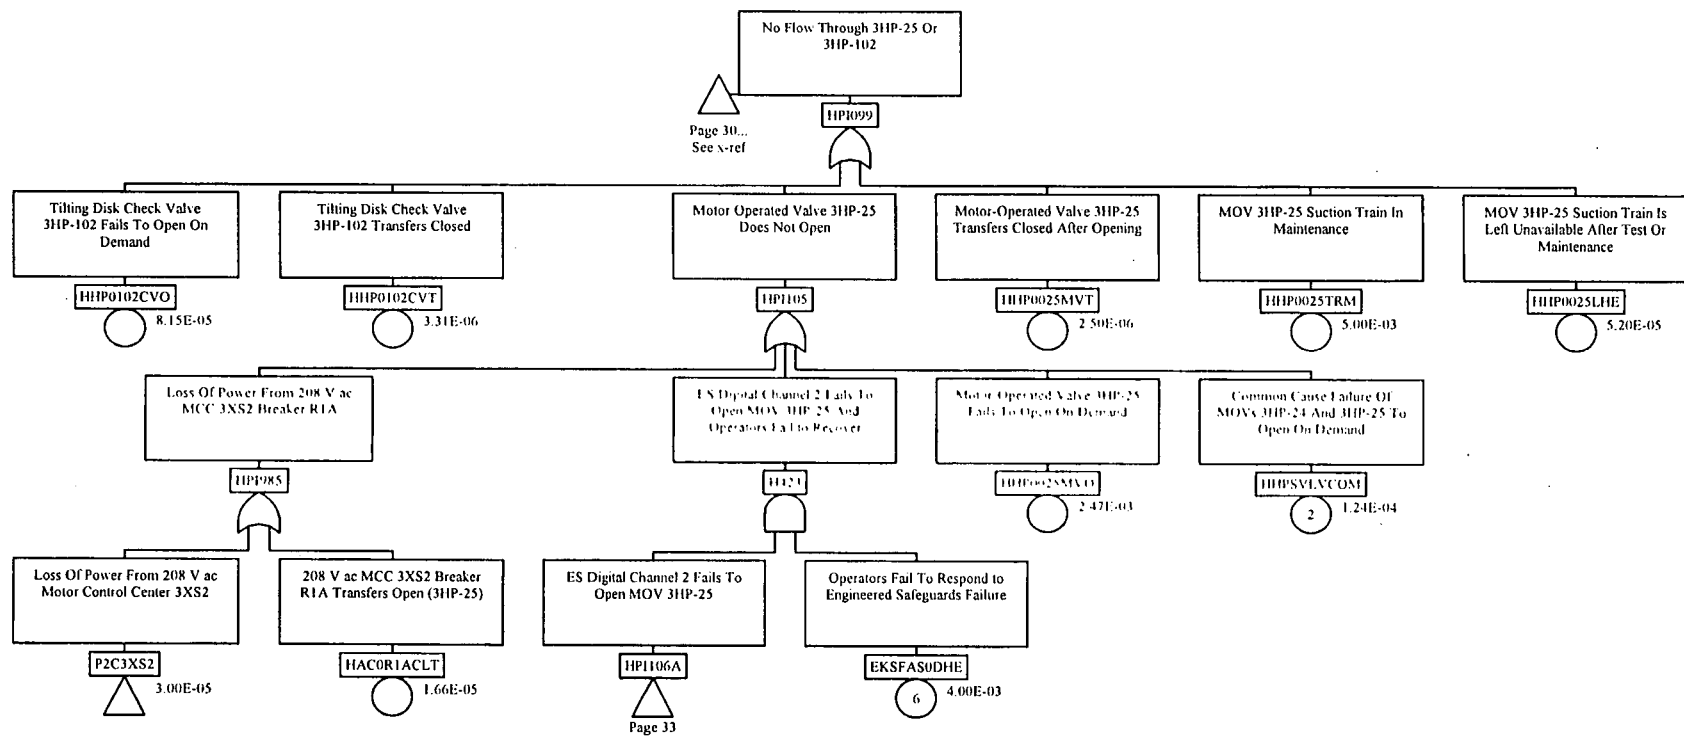 No Flow Through 3HP-25 Or
3HP-102
Page 30...
See x-ref
HPI099
Tilting Disk Check Valve
3HP-102 Fails To Open On
Demand
HHP0102CVO
8.15E-05
Tilting Disk Check Valve
3HP-102 Transfers Closed
HHP0102CVT
3.31E-06
Motor Operated Valve 3HP-25
Does Not Open
HPI105
Motor-Operated Valve 3HP-25
Transfers Closed After Opening
HHP0025MVT
2.50E-06
MOV 3HP-25 Suction Train In
Maintenance
HHP0025TRM
5.00E-03
MOV 3HP-25 Suction Train Is
Left Unavailable After Test Or
Maintenance
HHP0025LHE
5.20E-05
Loss Of Power From 208 V ac
MCC 3XS2 Breaker R1A
HPI985
ES Digital Channel 2 Fails To
Open MOV 3HP-25 And
Operators Fail to Recover
Motor Operated Valve 3HP-25
Fails To Open On Demand
2.47E-03
Common Cause Failure Of
MOVs 3HP-24 And 3HP-25 To
Open On Demand
HHPSVLVCOM
2
1.24E-04
Loss Of Power From 208 V ac
Motor Control Center 3XS2
P2C3XS2
3.00E-05
208 V ac MCC 3XS2 Breaker
R1A Transfers Open (3HP-25)
HAC0R1ACLT
1.66E-05
ES Digital Channel 2 Fails To
Open MOV 3HP-25
HPI106A
Page 33
Operators Fail To Respond to
Engineered Safeguards Failure
EKSFAS0DHE
6
4.00E-03